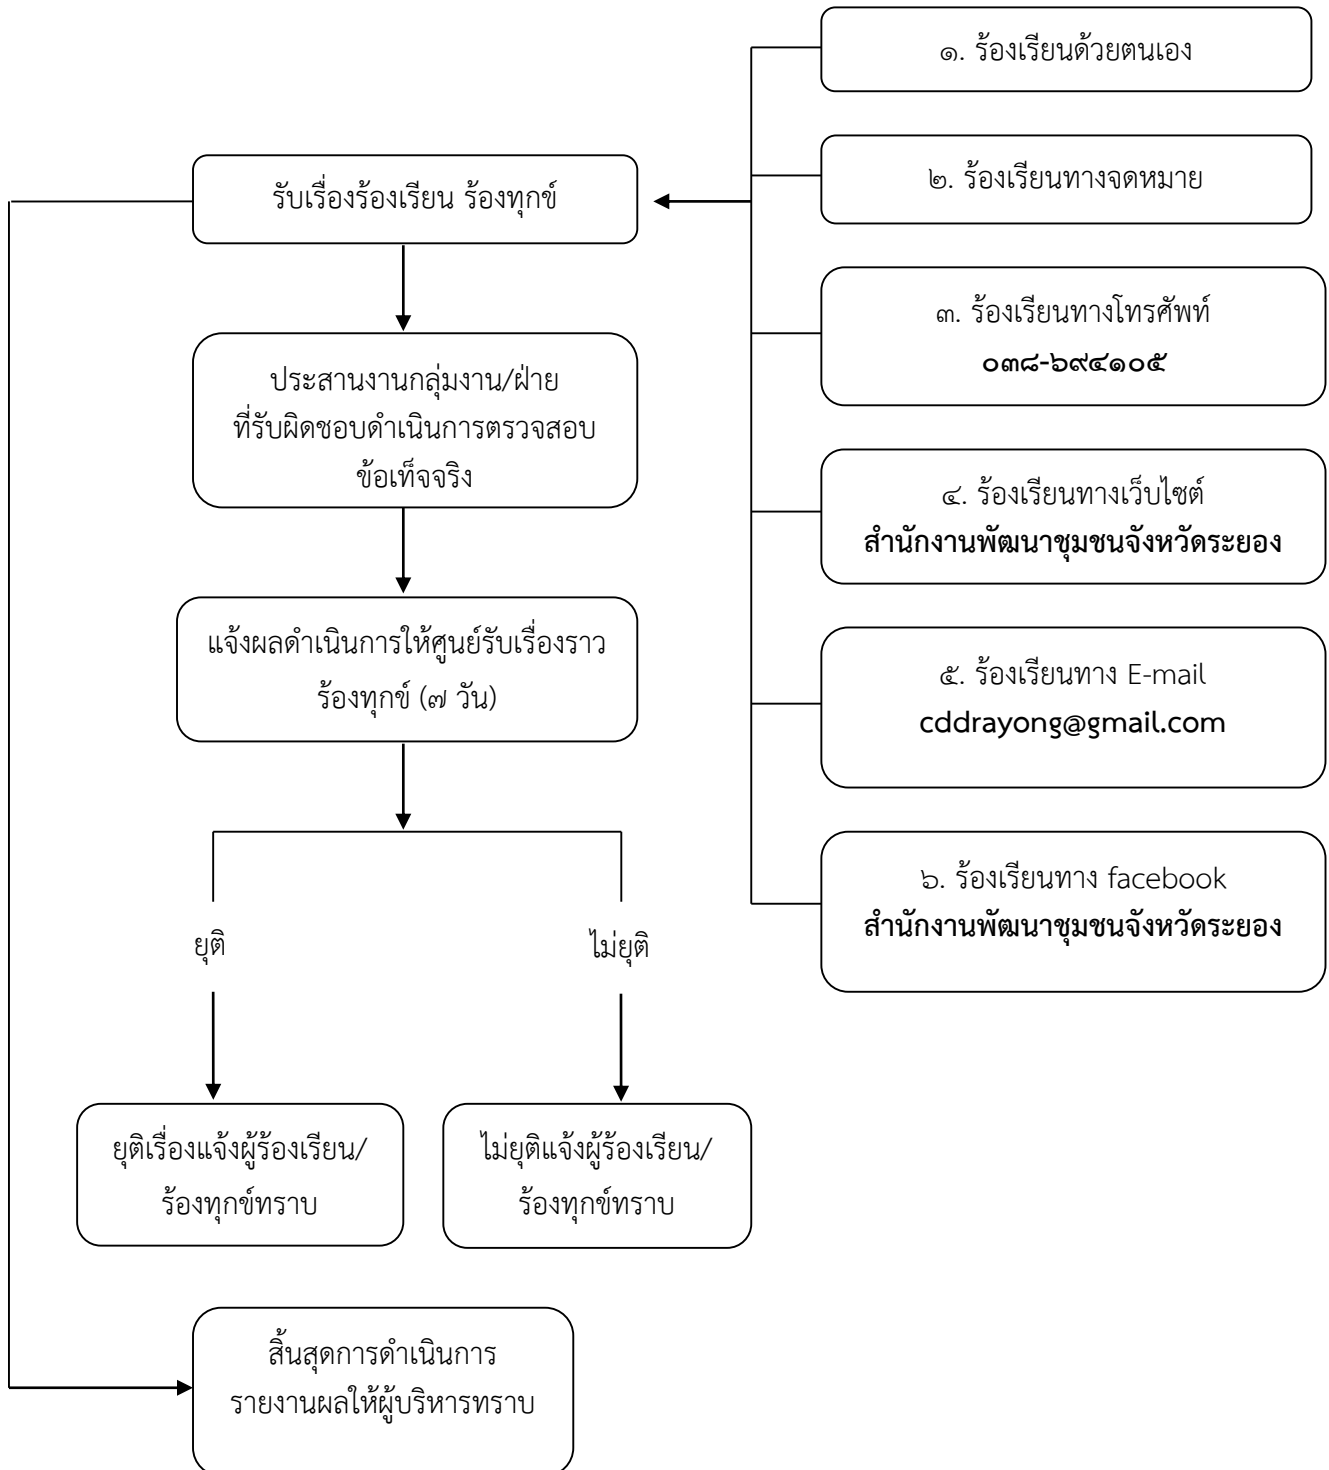 ๑. ร้องเรียนด้วยตนเอง
๒. ร้องเรียนทางจดหมาย
๓. ร้องเรียนทางโทรศัพท์
๐๓๘-๖๙๔๑๐๕
๔. ร้องเรียนทางเว็บไซต์
สำนักงานพัฒนาชุมชนจังหวัดระยอง
๕. ร้องเรียนทาง E-mail
cddrayong@gmail.com
๖. ร้องเรียนทาง facebook
สำนักงานพัฒนาชุมชนจังหวัดระยอง
รับเรื่องร้องเรียน ร้องทุกข์
ประสานงานกลุ่มงาน/ฝ่าย
ที่รับผิดชอบดำเนินการตรวจสอบ
ข้อเท็จจริง
แจ้งผลดำเนินการให้ศูนย์รับเรื่องราว
ร้องทุกข์ (๗ วัน)
ยุติ
ไม่ยุติ
ยุติเรื่องแจ้งผู้ร้องเรียน/
ร้องทุกข์ทราบ
ไม่ยุติแจ้งผู้ร้องเรียน/
ร้องทุกข์ทราบ
สิ้นสุดการดำเนินการ
รายงานผลให้ผู้บริหารทราบ